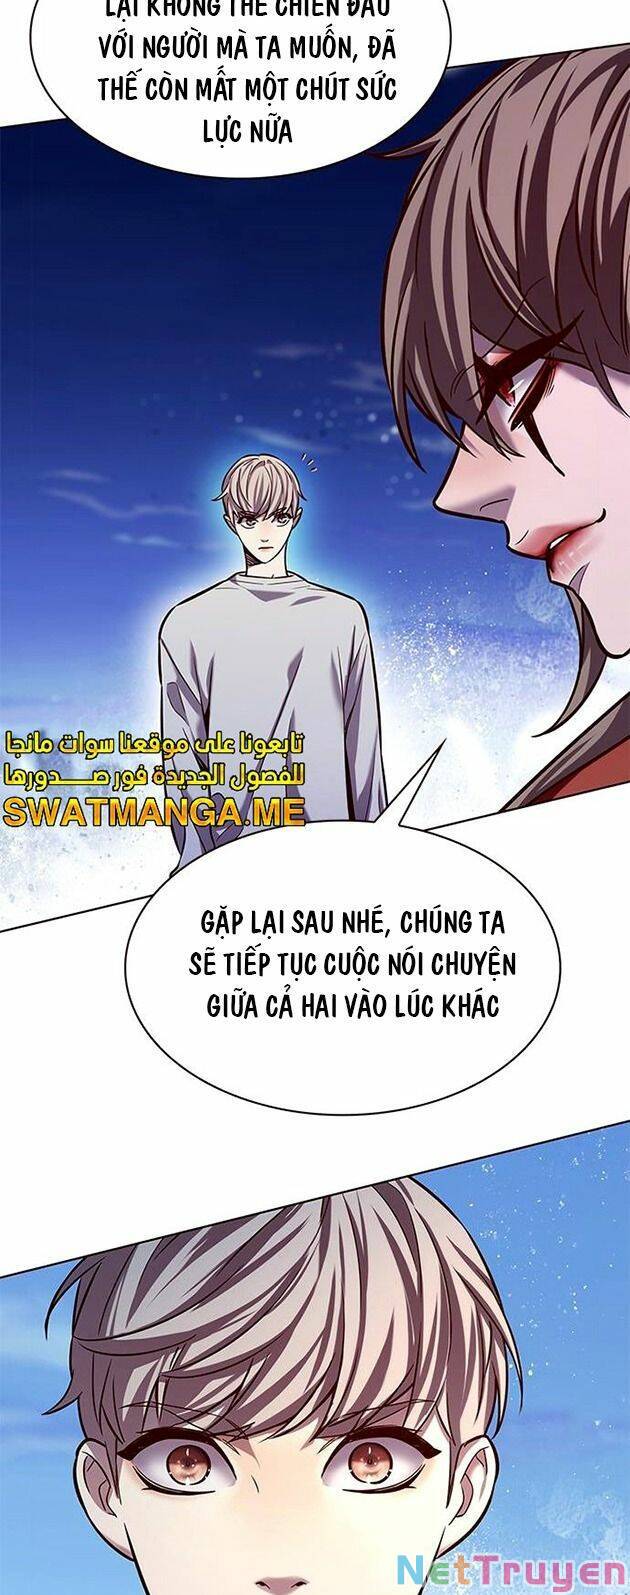 LẠI KHÔNG THỂ CHIẾN ĐẤU
VỚI NGƯỜI MÀ TA MUỐN, ĐÃ
THẾ CÒN MẤT MỘT CHÚT SỨC
LỰC NỮA
تابعونا على موقعنا سوات مانجا
للفصول الجديدة فور صدورها
SWATMANGA.ME
GẶP LẠI SAU NHÉ, CHÚNG TA
SẼ TIẾP TỤC CUỘC NÓI CHUYỆN
GIỮA CẢ HAI VÀO LÚC KHÁC
NETTRUYEN